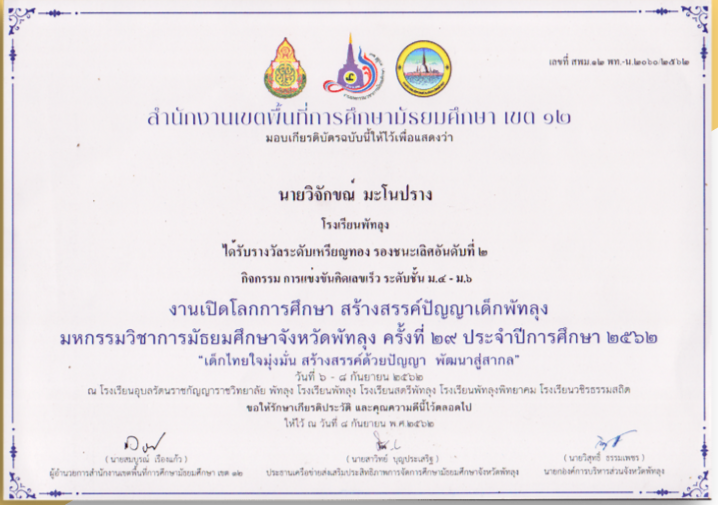 เลขที่ สพม.๑๒ พท.-น.๒๐๖๐/๒๕๖๒
สำนักงานเขตพื้นที่การศึกษามัธยมศึกษา เขต ๑๒
มอบเกียรติบัตรฉบับนี้ให้ไว้เพื่อแสดงว่า
นายวิจักขณ์ มะโนปราง
โรงเรียนพัทลุง
ได้รับรางวัลระดับเหรียญทอง รองชนะเลิศอันดับที่ ๒
กิจกรรม การแข่งขันคิดเลขเร็ว ระดับชั้น ม.๔ - ม.๖
งานเปิดโลกการศึกษา สร้างสรรค์ปัญญาเด็กพัทลุง
มหกรรมวิชาการมัธยมศึกษาจังหวัดพัทลุง ครั้งที่ ๒๙ ประจำปีการศึกษา ๒๕๖๒
"เด็กไทยใจมุ่งมั่น สร้างสรรค์ด้วยปัญญา พัฒนาสู่สากล"
วันที่ ๖ - ๘ กันยายน ๒๕๖๒
ณ โรงเรียนอุบลรัตนราชกัญญาราชวิทยาลัย พัทลุง โรงเรียนพัทลุง โรงเรียนสตรีพัทลุง โรงเรียนพัทลุงพิทยาคม โรงเรียนวชิรธรรมสถิต
ขอให้รักษาเกียรติประวัติ และคุณความดีนี้ไว้ตลอดไป
ให้ไว้ ณ วันที่ ๘ กันยายน พ.ศ.๒๕๖๒
(นายสมบูรณ์ เรืองแก้ว) (นายสาวิทย์ บุญประเสริฐ) (นายวิสุทธิ์ ธรรมเพชร)
ผู้อำนวยการสำนักงานเขตพื้นที่การศึกษามัธยมศึกษา เขต ๑๒ ประธานเครือข่ายส่งเสริมประสิทธิภาพการจัดการศึกษามัธยมศึกษาจังหวัดพัทลุง นายกองค์การบริหารส่วนจังหวัดพัทลุง